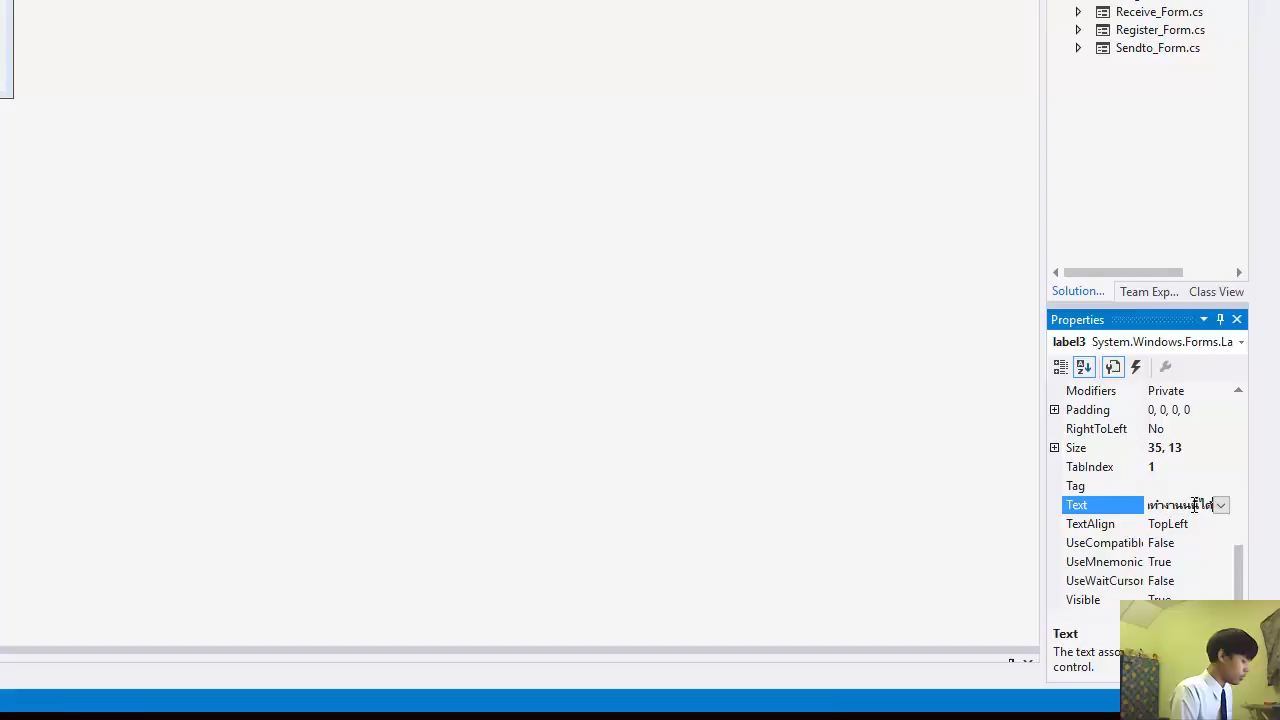 Receive_Form.cs
Register_Form.cs
Sendto_Form.cs
Solution... Team Exp... Class View
Properties
label3 System.Windows.Forms.La
Modifiers Private
Padding 0, 0, 0, 0
RightToLeft No
Size 35, 13
TabIndex 1
Tag
Text
TextAlign TopLeft
UseCompatible False
UseMnemonic True
UseWaitCursor False
Visible True
Text
The text asso
control.